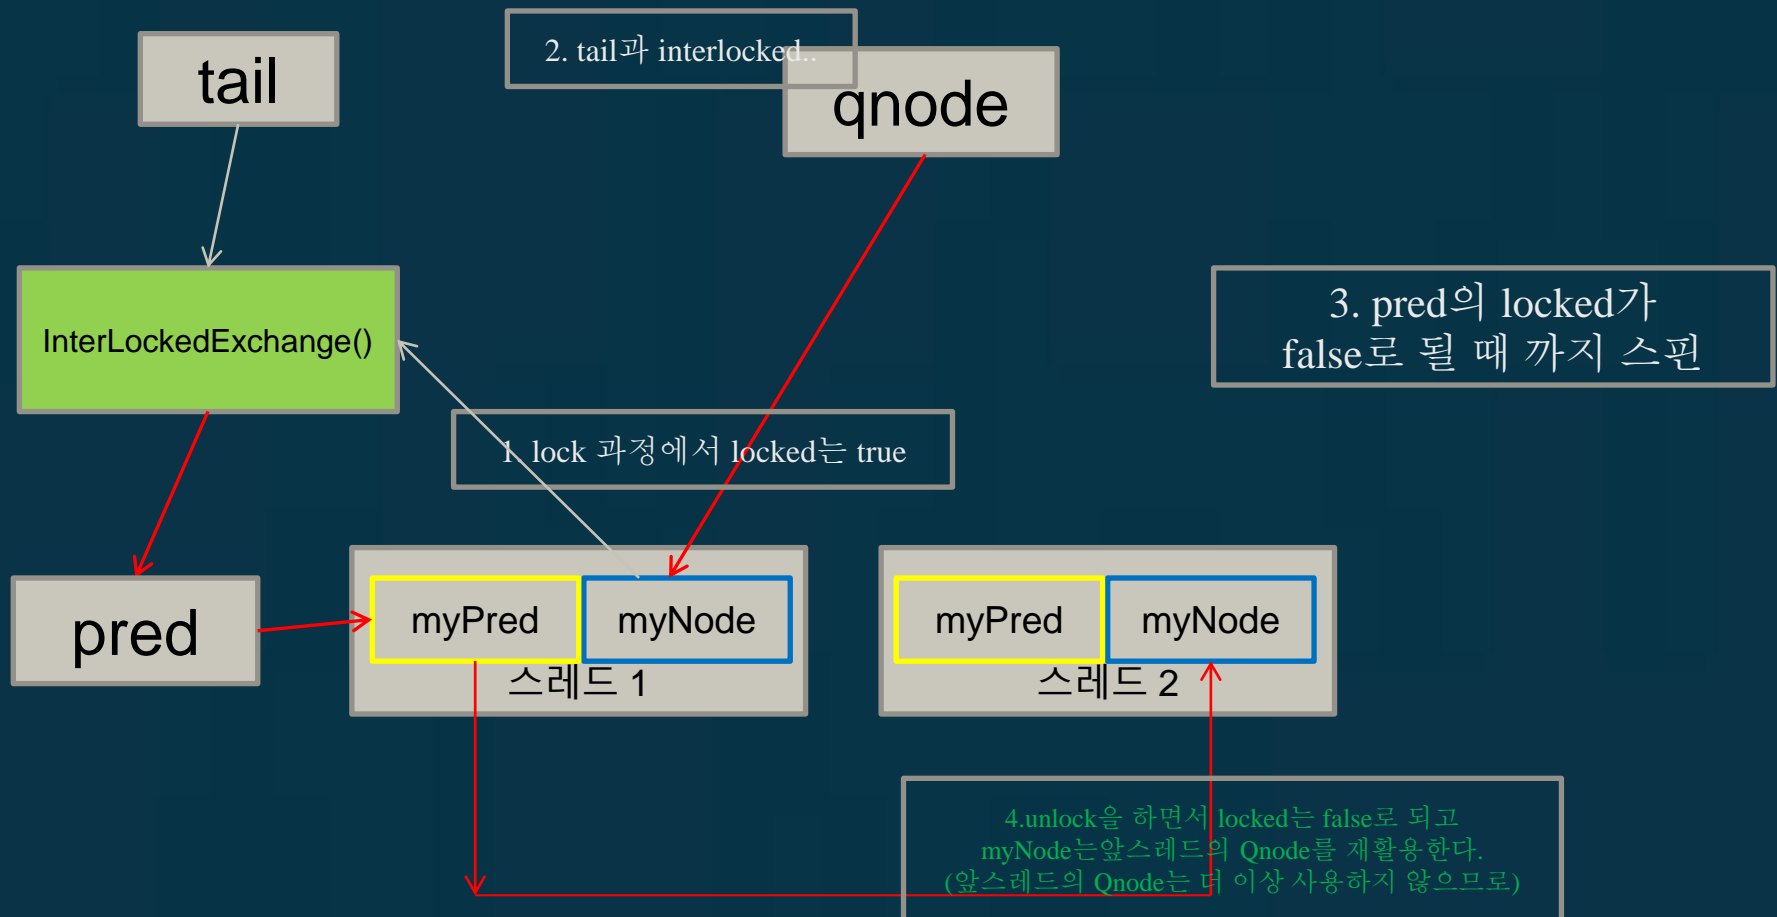 2. tail과 interlocked..
tail
qnode
InterLockedExchange()
3. pred의 locked가
false로 될 때 까지 스핀
1. lock 과정에서 locked는 true
pred
myPred
myNode
스레드 1
myPred
myNode
스레드 2
4.unlock을 하면서 locked는 false로 되고
myNode는앞스레드의 Qnode를 재활용한다.
(앞스레드의 Qnode는 더 이상 사용하지 않으므로)